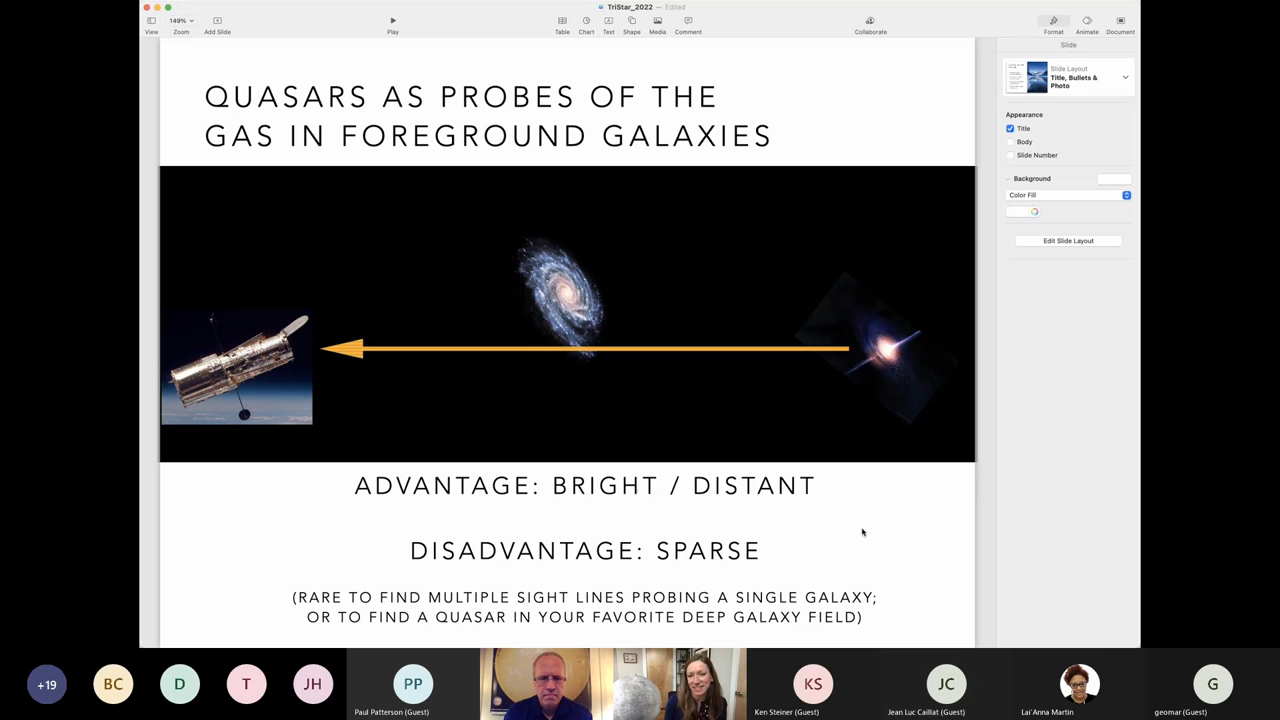 TriStar_2022 — Edited
149%
View
Zoom
Add Slide
Play
Table
Chart
Text
Shape
Media
Comment
Collaborate
Format
Animate
Document
Slide
Slide Layout
Title, Bullets &
Photo
Appearance
Title
Body
Slide Number
Background
Color Fill
Edit Slide Layout
QUASARS AS PROBES OF THE
GAS IN FOREGROUND GALAXIES
ADVANTAGE: BRIGHT / DISTANT
DISADVANTAGE: SPARSE
(RARE TO FIND MULTIPLE SIGHT LINES PROBING A SINGLE GALAXY;
OR TO FIND A QUASAR IN YOUR FAVORITE DEEP GALAXY FIELD)
+19
BC
D
T
JH
PP
Paul Patterson (Guest)
KS
Ken Steiner (Guest)
JC
Jean Luc Caillat (Guest)
Lai'Anna Martin
G
geomar (Guest)